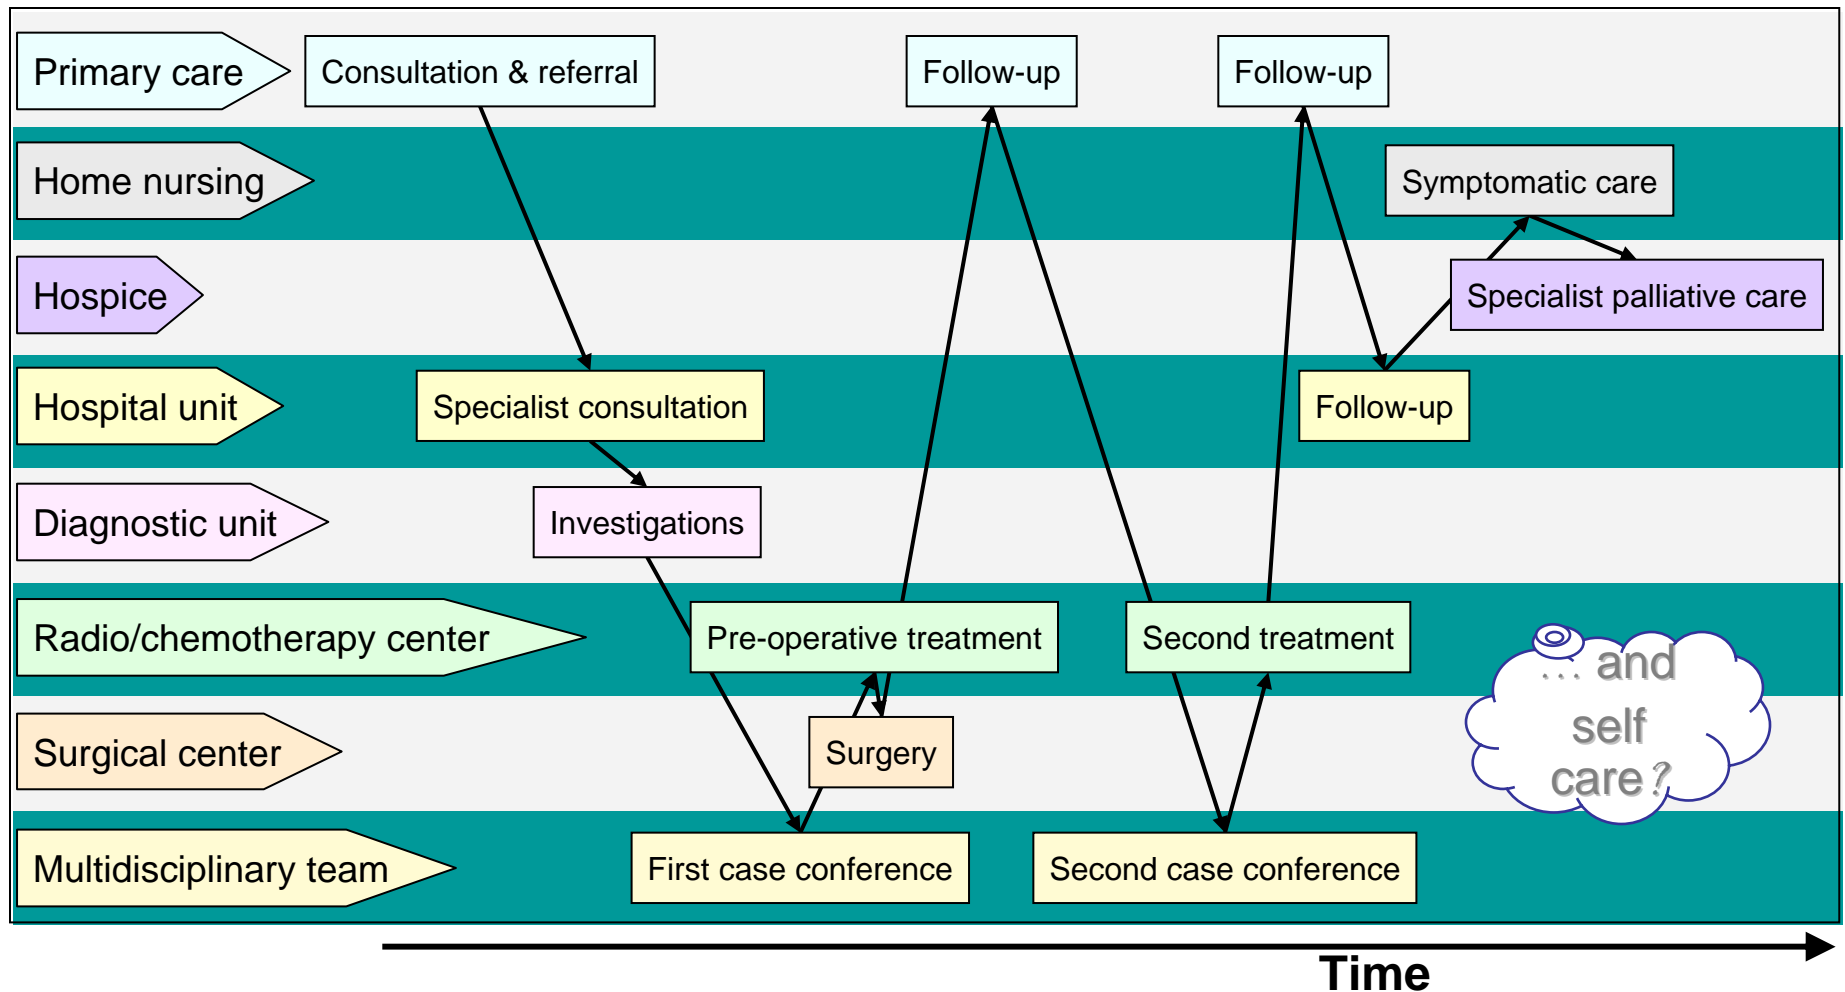 Primary care
Consultation & referral
Follow-up
Follow-up
Home nursing
Symptomatic care
Hospice
Specialist palliative care
Hospital unit
Specialist consultation
Follow-up
Diagnostic unit
Investigations
Radio/chemotherapy center
Pre-operative treatment
Second treatment
... and
self
care?
Surgical center
Surgery
Multidisciplinary team
First case conference
Second case conference
Time